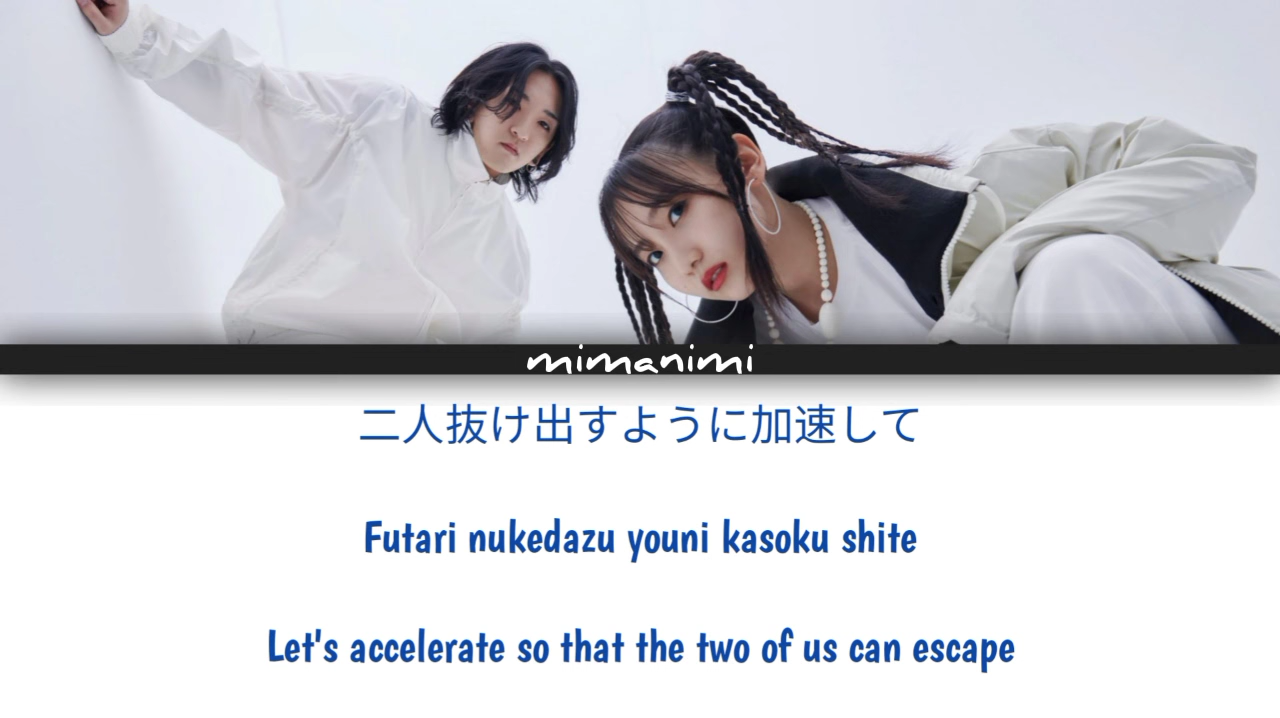 mimanimi
二人抜け出すように加速して
Futari nukedazu youni kasoku shite
Let's accelerate so that the two of us can escape